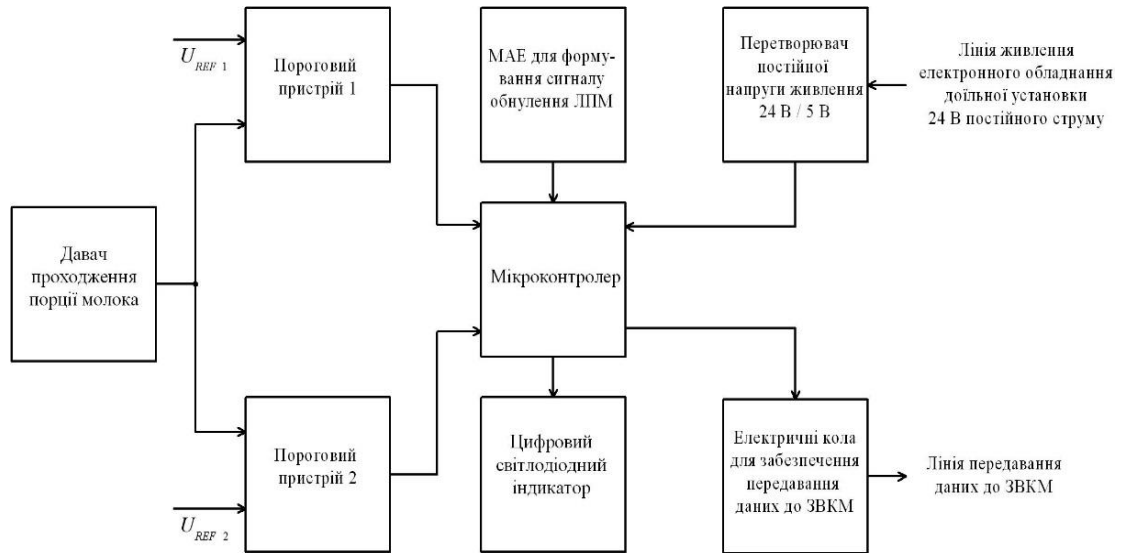 U REF 1
Пороговий
пристрій 1
МАЕ для форму-
вання сигналу
обнулення ЛПМ
Перетворювач
постійної
напруги живлення
24 В / 5 В
Лінія живлення
електронного обладнання
доїльної установки
24 В постійного струму
Давач
проходження
порції молока
Мікроконтролер
Пороговий
пристрій 2
U REF 2
Цифровий
світлодіодний
індикатор
Електричні кола
для забезпечення
передавання
даних до ЗВКМ
Лінія передавання
даних до ЗВКМ